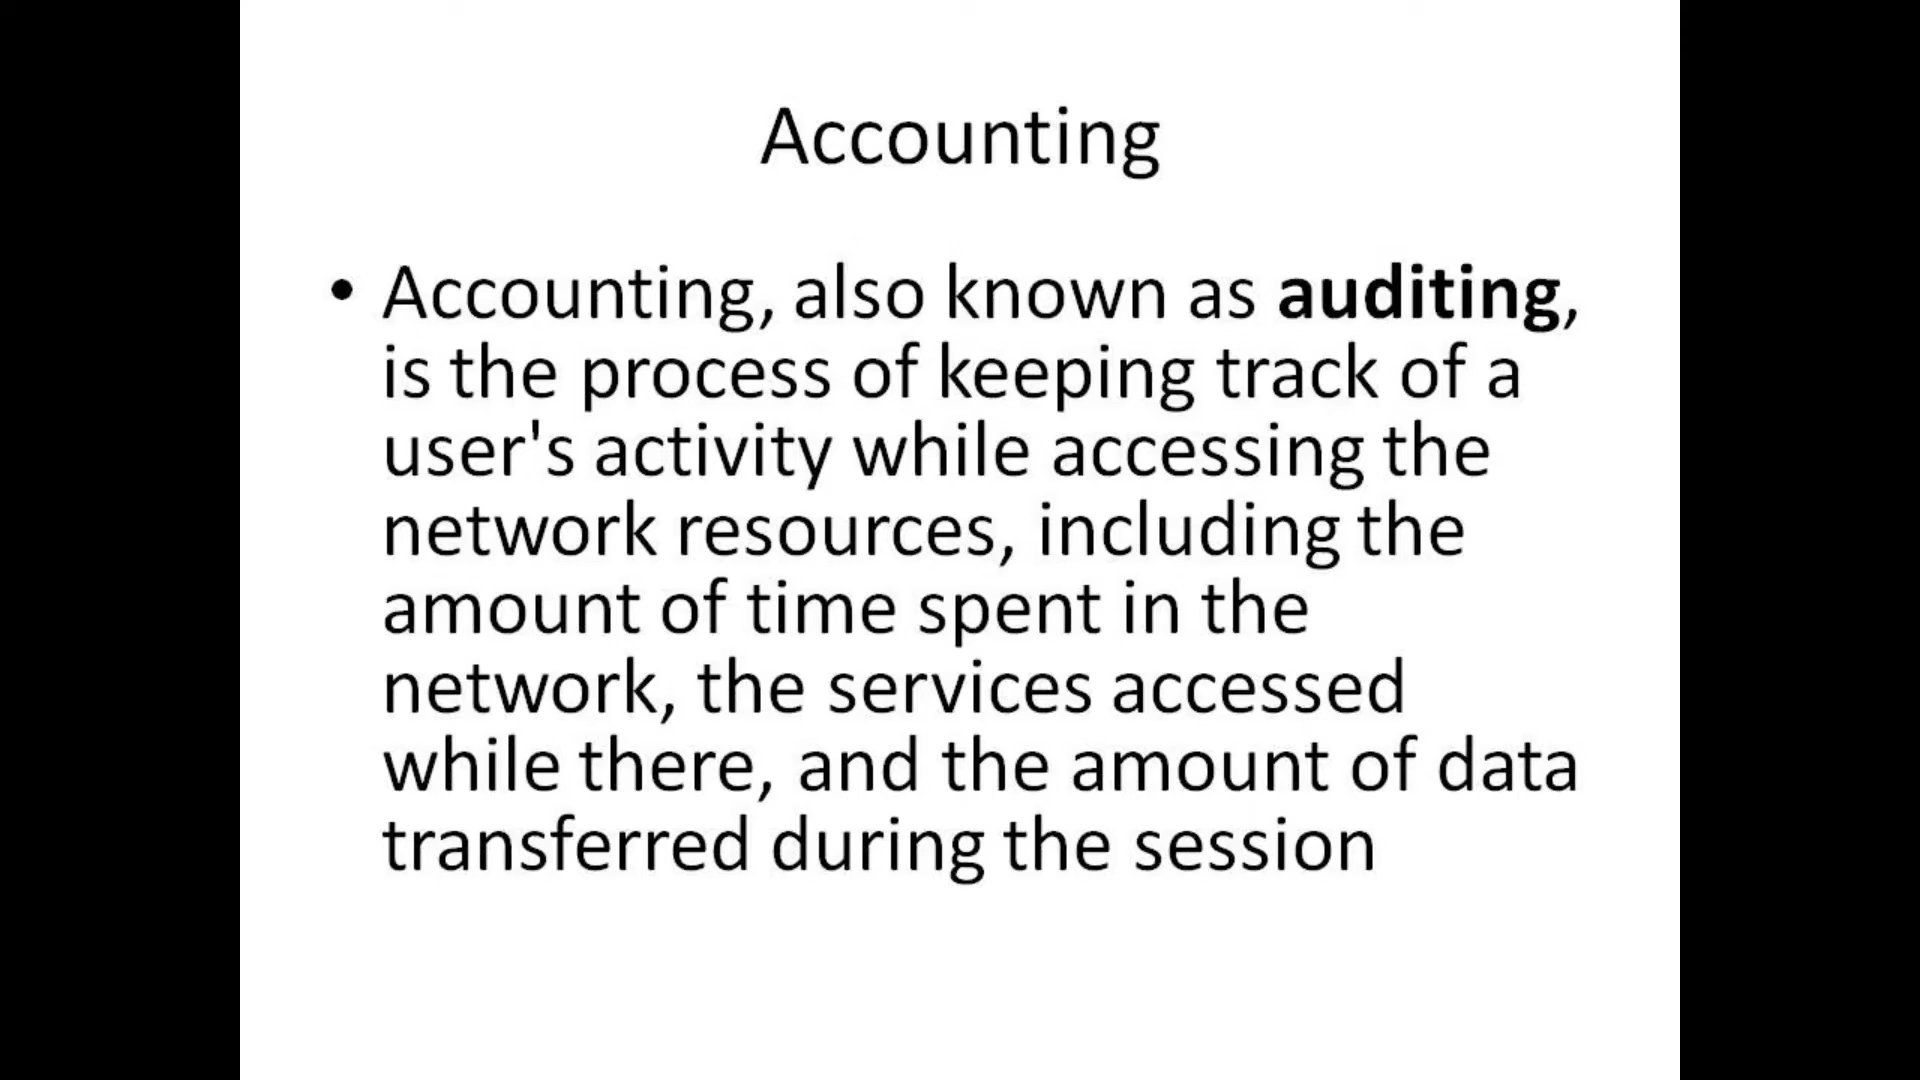 Accounting
• Accounting, also known as auditing,
is the process of keeping track of a
user's activity while accessing the
network resources, including the
amount of time spent in the
network, the services accessed
while there, and the amount of data
transferred during the session